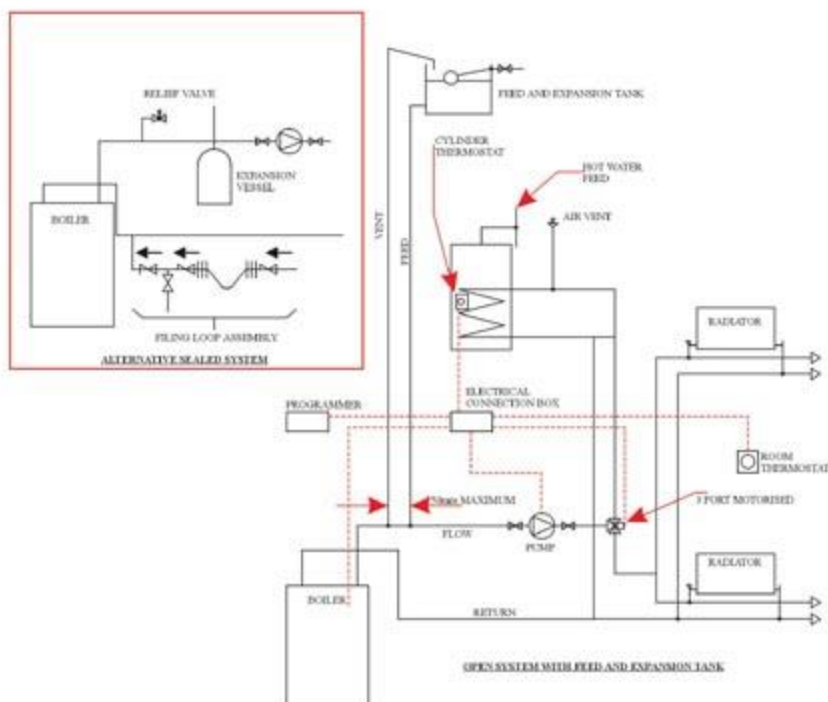 RELIEF VALVE
EXPANSION
VESSEL
BOILER
FILING LOOP ASSEMBLY
ALTERNATIVE SEALED SYSTEM
FEED AND EXPANSION TANK
CYLINDER
THERMOSTAT
HOT WATER
FEED
AIR VENT
VENT
FEED
RADIATOR
PROGRAMMER
ELECTRICAL
CONNECTION BOX
ROOM
THERMOSTAT
MAXIMUM
3 PORT MOTORISED
FLOW
PUMP
RADIATOR
BOILER
RETURN
OPEN SYSTEM WITH FEED AND EXPANSION TANK